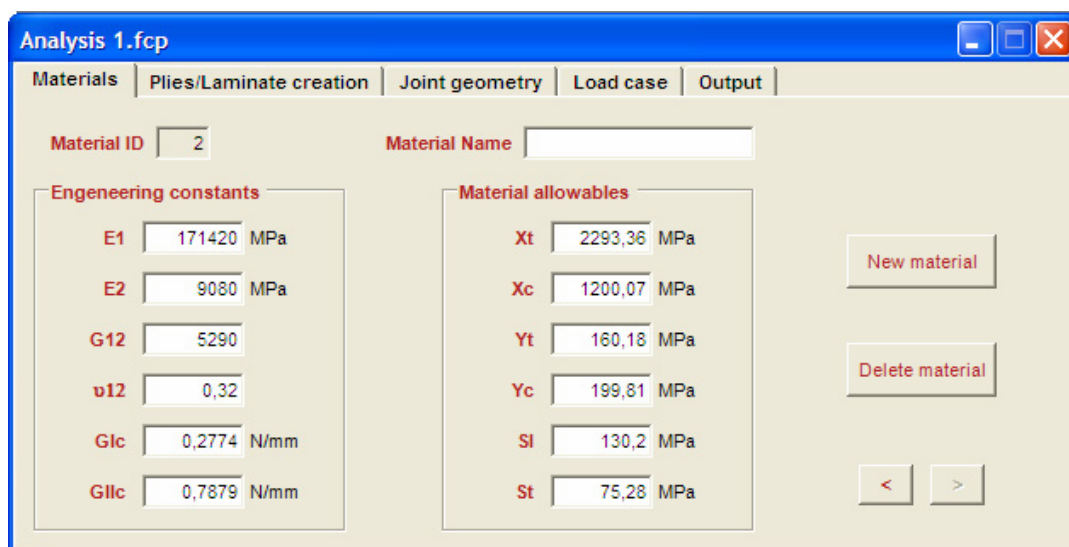 Analysis 1.fcp
Materials Plies/Laminate creation Joint geometry Load case Output
Material ID 2 Material Name
Engeneering constants
E1 171420 MPa
E2 9080 MPa
G12 5290
υ12 0,32
GIc 0,2774 N/mm
GIIc 0,7879 N/mm
Material allowables
Xt 2293,36 MPa
Xc 1200,07 MPa
Yt 160,18 MPa
Yc 199,81 MPa
Sl 130,2 MPa
St 75,28 MPa
New material
Delete material
< >